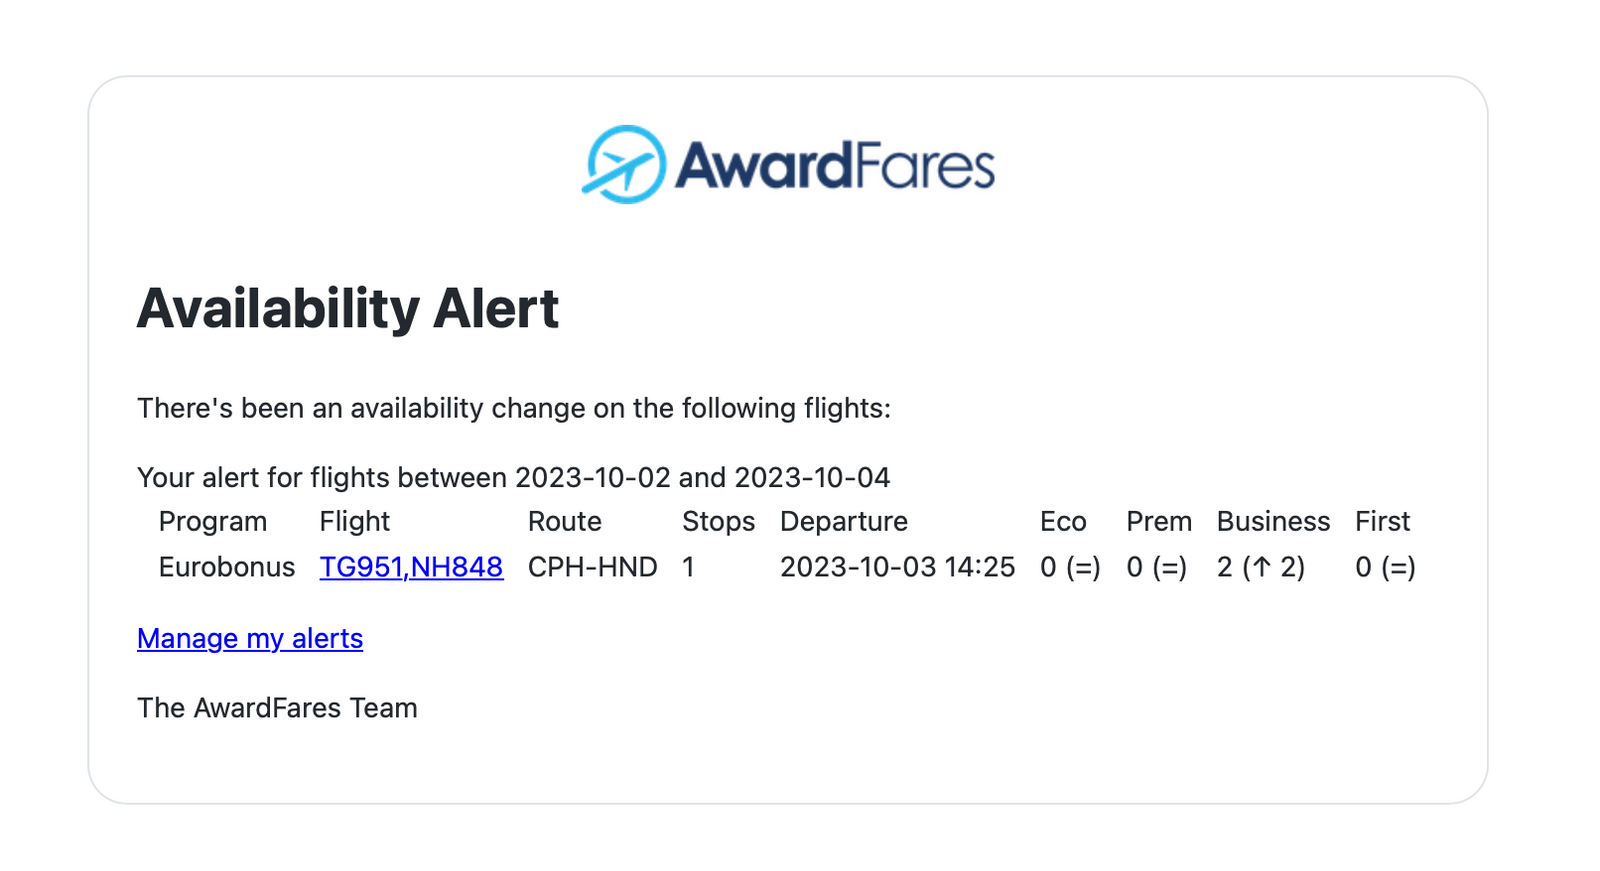 AwardFares
Availability Alert
There's been an availability change on the following flights:
Your alert for flights between 2023-10-02 and 2023-10-04
Program Flight Route Stops Departure Eco Prem Business First
Eurobonus TG951,NH848 CPH-HND 1 2023-10-03 14:25 0 (=) 0 (=) 2 (↑ 2) 0 (=)
Manage my alerts
The AwardFares Team